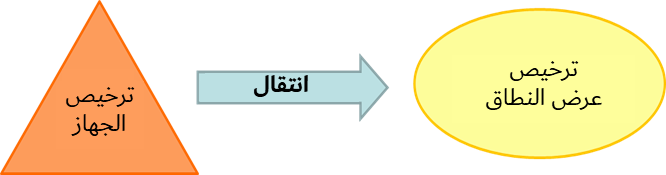 ترخيص
الجهاز
انتقال
ترخيص
عرض النطاق